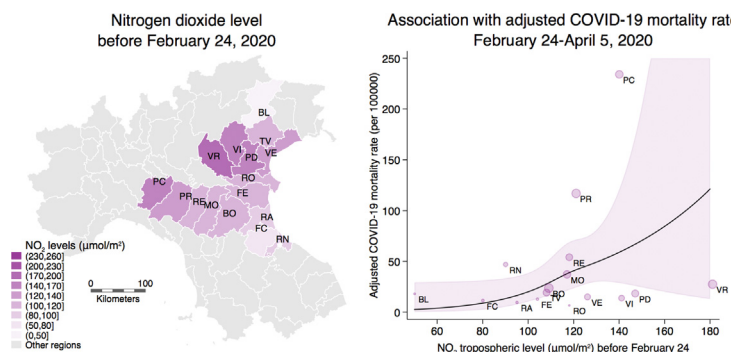 Nitrogen dioxide level
before February 24, 2020
BL
TV
VI
VE
VR
PD
RO
PC
PR
RE
MO
FE
BO
RA
FC
RN
NO₂ levels (μmol/m²)
(230,260]
(200,230]
(170,200]
(140,170]
(120,140]
(100,120]
(80,100]
(50,80]
(0,50]
Other regions
0 100
Kilometers
Association with adjusted COVID-19 mortality rate
February 24-April 5, 2020
Adjusted COVID-19 mortality rate (per 100000)
250
200
150
100
50
0
PC
PR
RE
RN
MO
BL
FC
RA
FE
BO
TV
RO
VE
VI
PD
VR
60 80 100 120 140 160 180
NO₂ tropospheric level (μmol/m²) before February 24